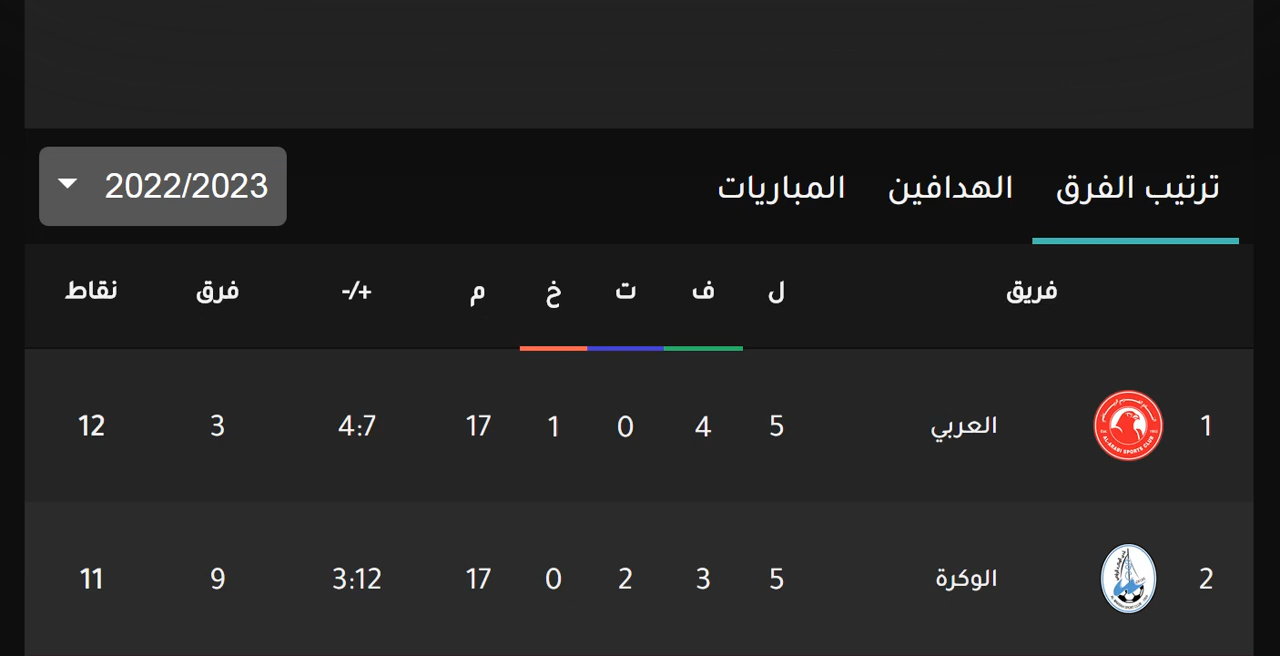 ترتيب الفرق الهدافين المباريات 2022/2023
فريق ل ف ت خ م +/- فرق نقاط
1 العربي 5 4 0 1 17 4:7 3 12
2 الوكرة 5 3 2 0 17 3:12 9 11